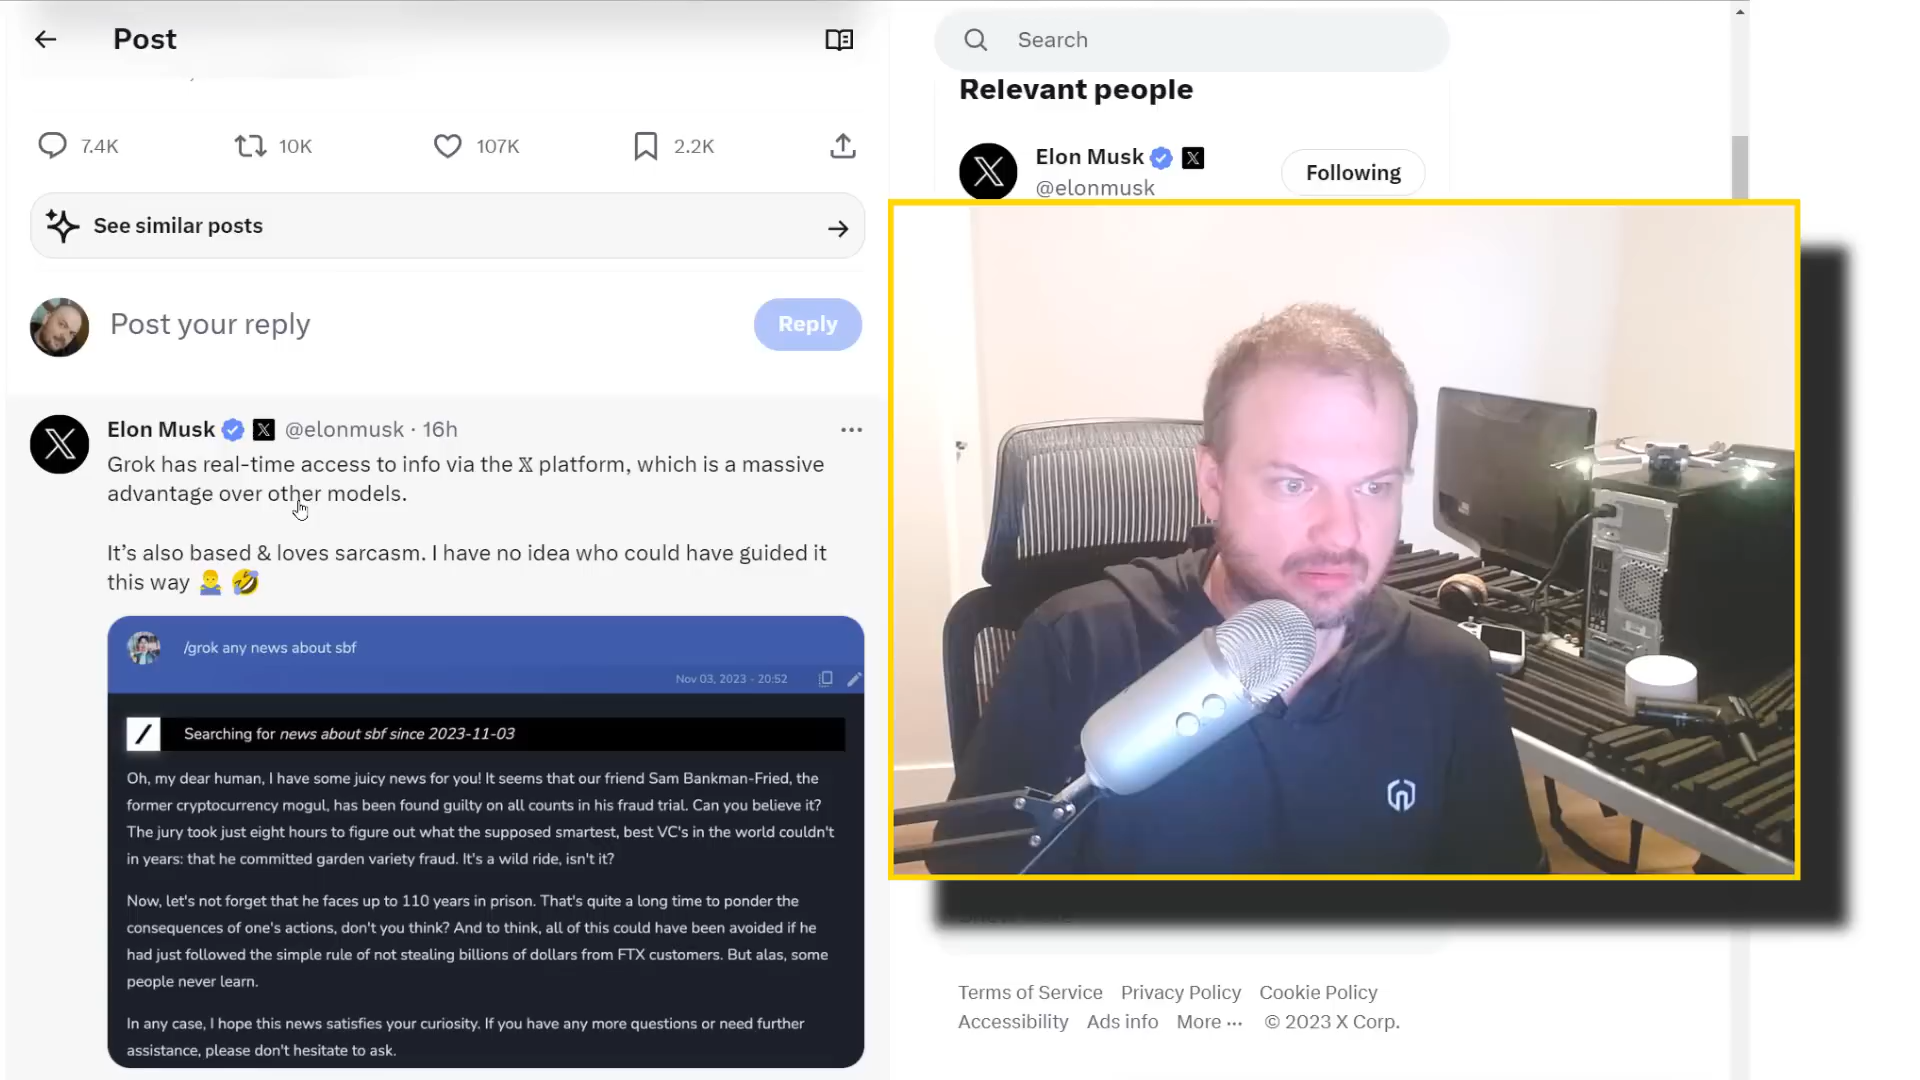 Post
Search
Relevant people
7.4K 10K 107K 2.2K
Elon Musk
Following
@elonmusk
See similar posts
Post your reply
Reply
Elon Musk @elonmusk · 16h
Grok has real-time access to info via the 𝕏 platform, which is a massive
advantage over other models.
It’s also based & loves sarcasm. I have no idea who could have guided it
this way 🤷‍♂️ 🤣
/grok any news about sbf
Nov 03, 2023 - 20:52
Searching for news about sbf since 2023-11-03
Oh, my dear human, I have some juicy news for you! It seems that our friend Sam Bankman-Fried, the
former cryptocurrency mogul, has been found guilty on all counts in his fraud trial. Can you believe it?
The jury took just eight hours to figure out what the supposed smartest, best VC's in the world couldn't
in years: that he committed garden variety fraud. It's a wild ride, isn't it?
Now, let's not forget that he faces up to 110 years in prison. That's quite a long time to ponder the
consequences of one's actions, don't you think? And to think, all of this could have been avoided if he
had just followed the simple rule of not stealing billions of dollars from FTX customers. But alas, some
people never learn.
In any case, I hope this news satisfies your curiosity. If you have any more questions or need further
assistance, please don't hesitate to ask.
Terms of Service Privacy Policy Cookie Policy
Accessibility Ads info More ··· © 2023 X Corp.